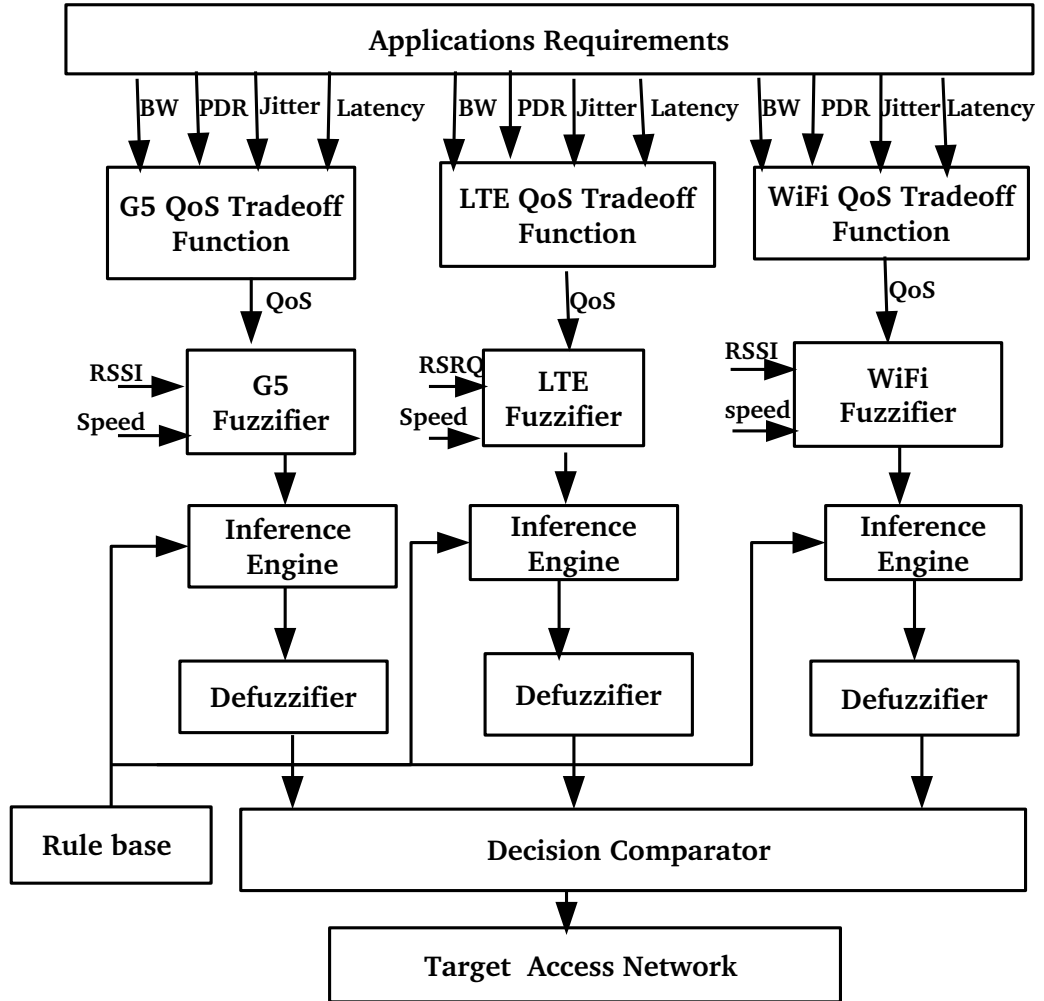 Applications Requirements
BW PDR Jitter Latency BW PDR Jitter Latency BW PDR Jitter Latency
G5 QoS Tradeoff
Function
LTE QoS Tradeoff
Function
WiFi QoS Tradeoff
Function
QoS QoS QoS
RSSI
Speed
G5
Fuzzifier
RSRQ
Speed
LTE
Fuzzifier
RSSI
speed
WiFi
Fuzzifier
Inference
Engine
Inference
Engine
Inference
Engine
Defuzzifier Defuzzifier Defuzzifier
Rule base
Decision Comparator
Target Access Network